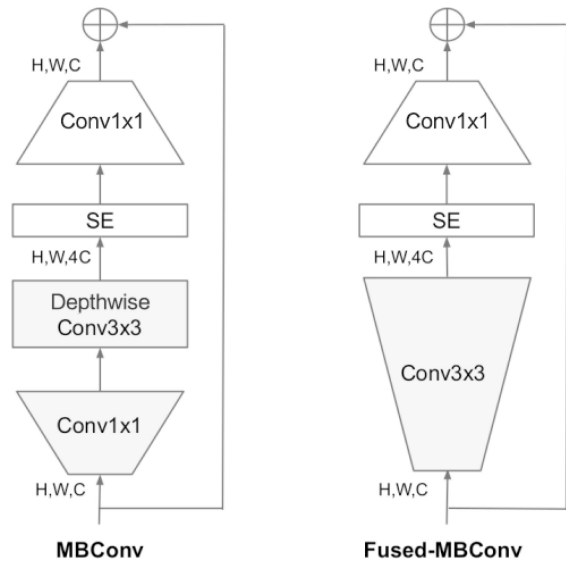 H,W,C
Conv1x1
SE
H,W,4C
Depthwise
Conv3x3
Conv1x1
H,W,C
MBConv
H,W,C
Conv1x1
SE
H,W,4C
Conv3x3
H,W,C
Fused-MBConv